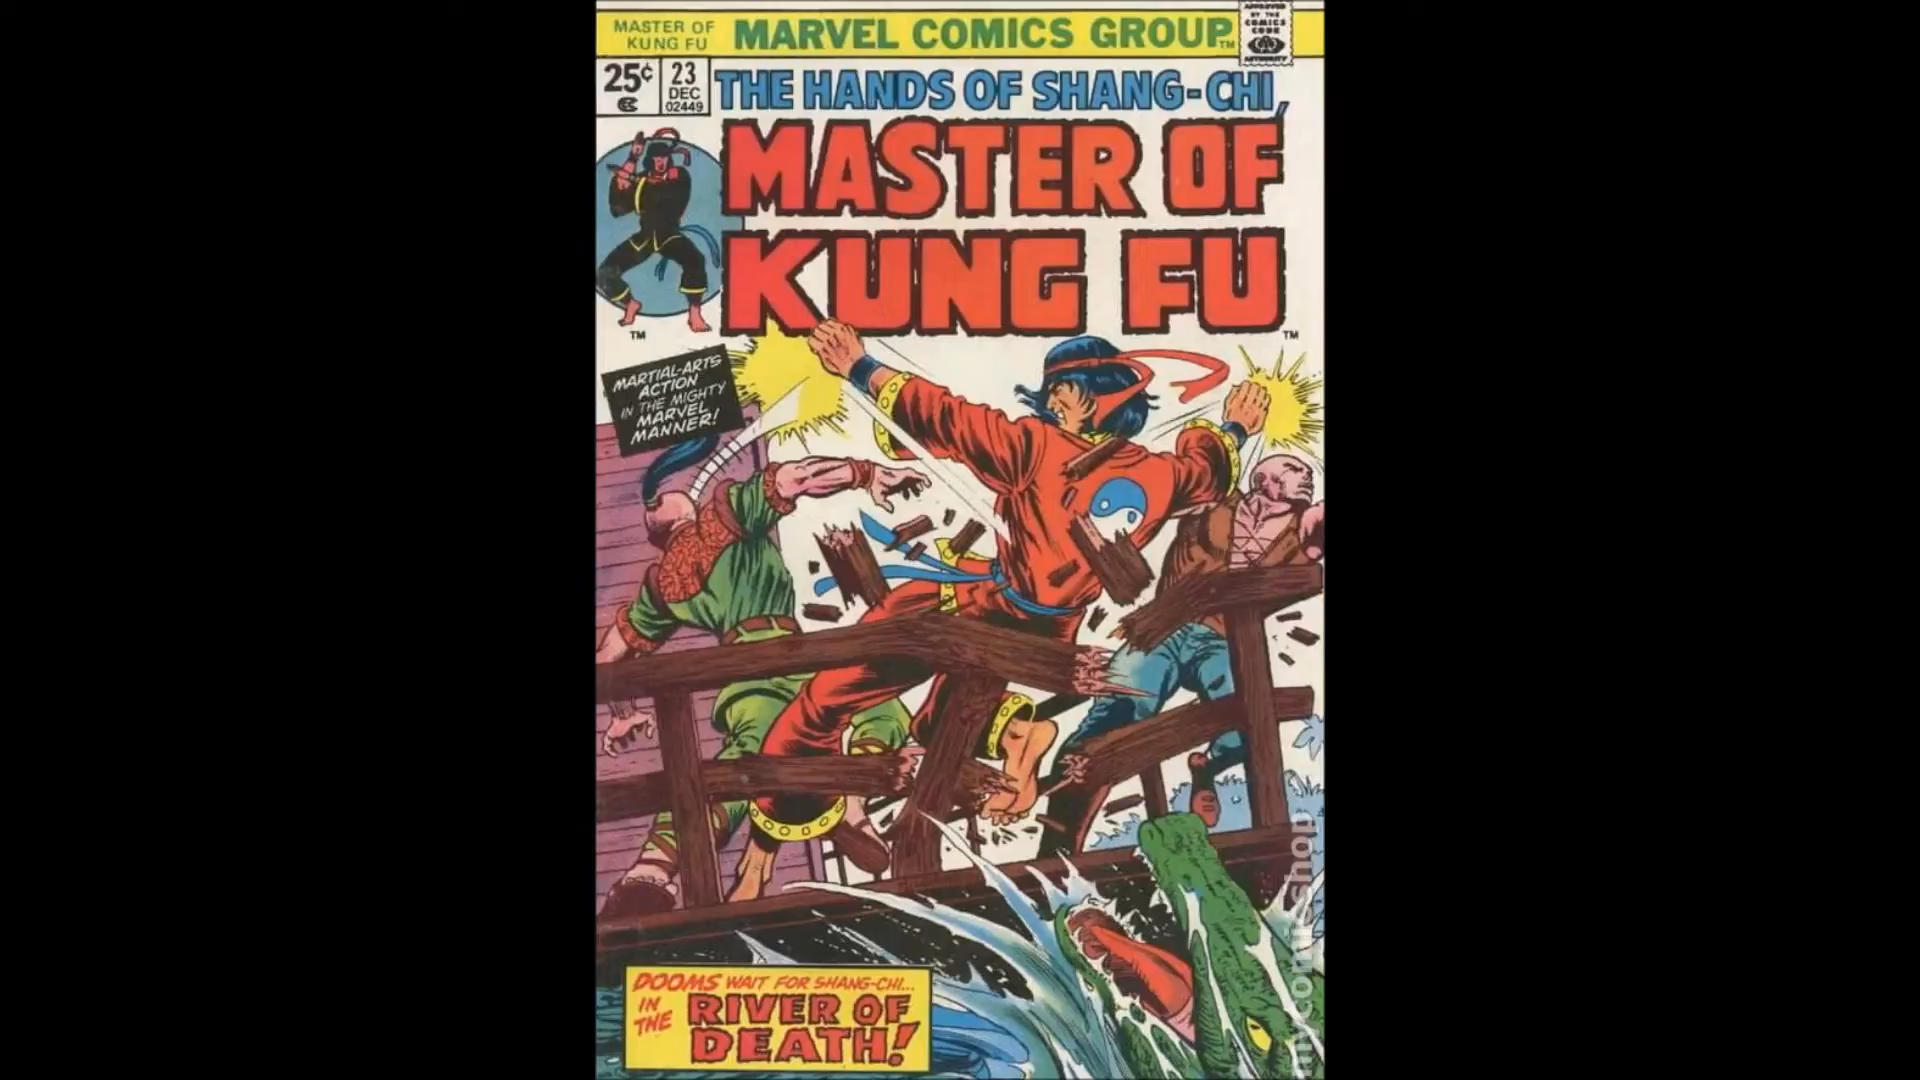 MASTER OF
KUNG FU
MARVEL COMICS GROUP
TM
APPROVED
BY THE
COMICS
CODE
AUTHORITY
25¢
CC
23
DEC
02449
THE HANDS OF SHANG-CHI,
MASTER OF
KUNG FU
TM
TM
MARTIAL-ARTS
ACTION
IN THE MIGHTY
MARVEL
MANNER!
DOOMS WAIT FOR SHANG-CHI...
IN
THE
RIVER OF
DEATH!
mycomicshop